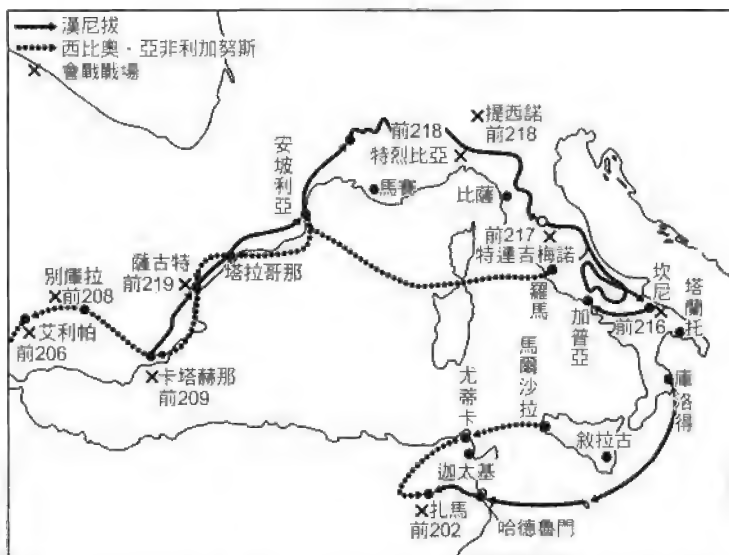 漢尼拔
西比奧·亞非利加努斯
會戰戰場
前218
提西諾
前218
特烈比亞
安坡利亞
馬賽
比薩
前217
特達吉梅諾
薩古特
前219
塔拉哥那
別庫拉
前208
羅馬
坎尼
前216
塔蘭托
加普亞
艾利帕
前206
卡塔赫那
前209
馬爾沙拉
尤蒂卡
庫洛得
敘拉古
迦太基
扎馬
前202
哈德魯門